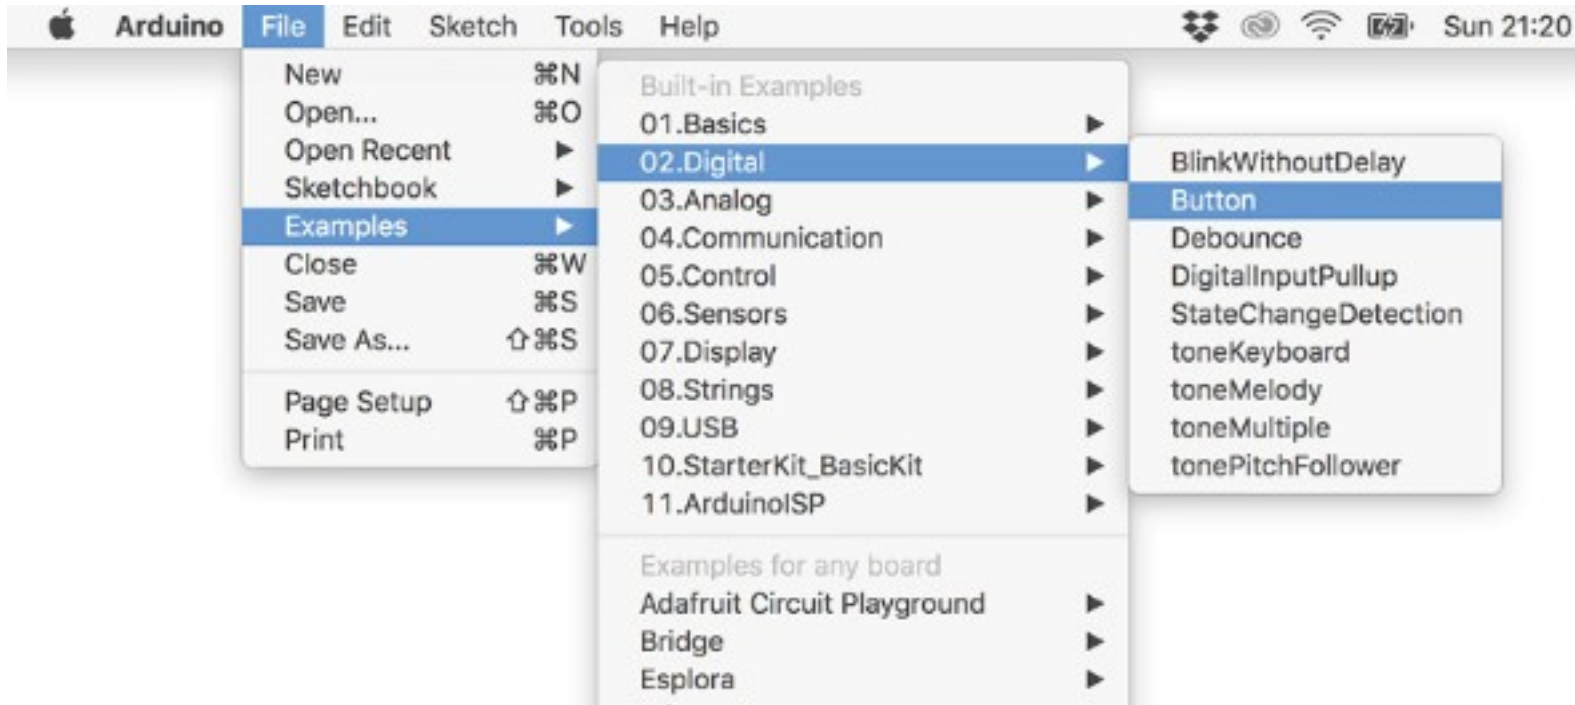 Arduino File Edit Sketch Tools Help Sun 21:20
New ⌘N
Open... ⌘O
Open Recent ▶
Sketchbook ▶
Examples ▶
Close ⌘W
Save ⌘S
Save As... ⇧⌘S
Page Setup ⇧⌘P
Print ⌘P
Built-in Examples
01.Basics ▶
02.Digital ▶
03.Analog ▶
04.Communication ▶
05.Control ▶
06.Sensors ▶
07.Display ▶
08.Strings ▶
09.USB ▶
10.StarterKit_BasicKit ▶
11.ArduinoISP ▶
Examples for any board
Adafruit Circuit Playground ▶
Bridge ▶
Esplora ▶
BlinkWithoutDelay
Button
Debounce
DigitalInputPullup
StateChangeDetection
toneKeyboard
toneMelody
toneMultiple
tonePitchFollower